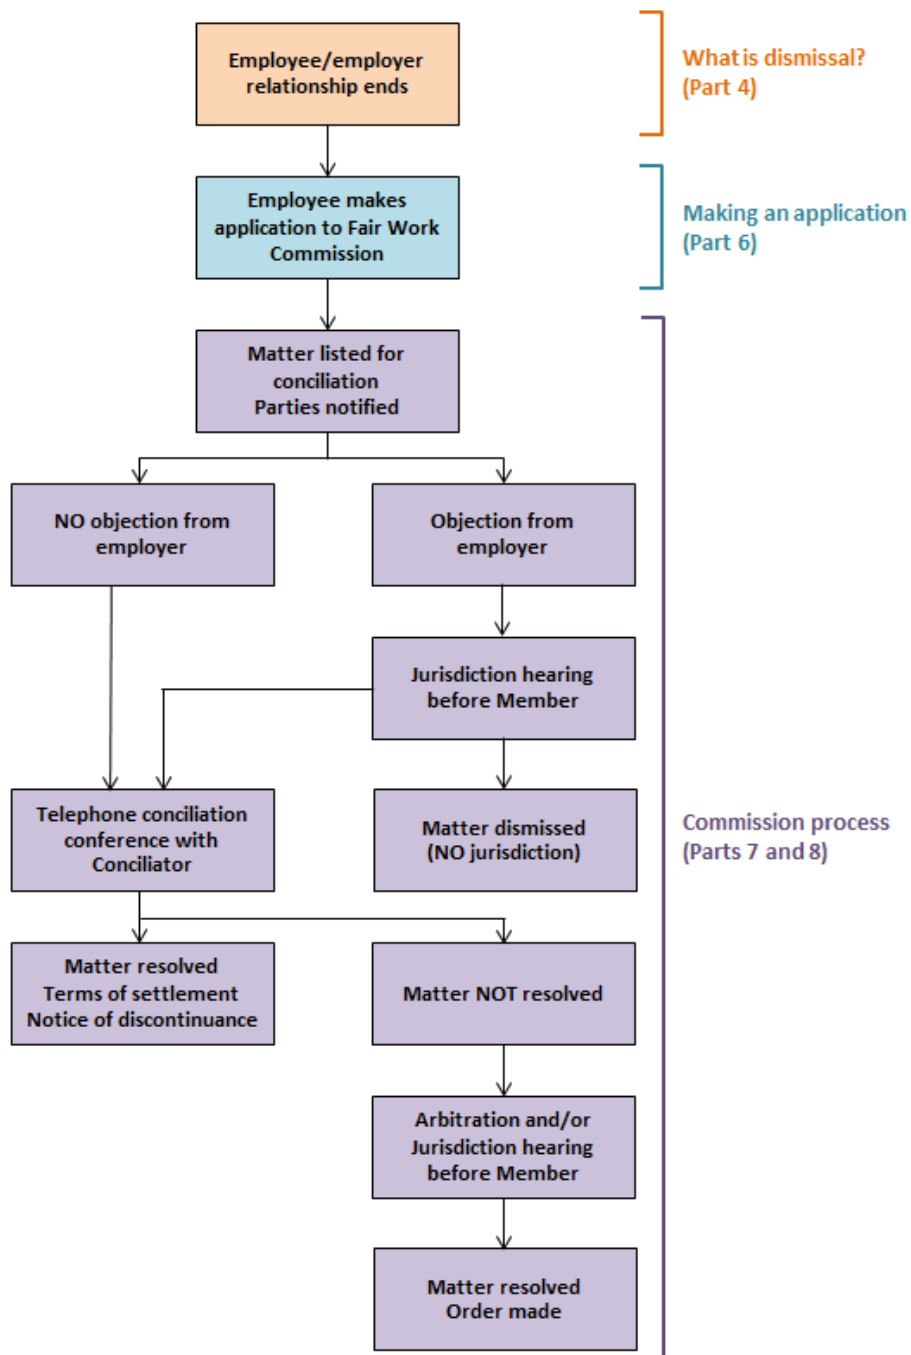 Employee/employer
relationship ends
What is dismissal?
(Part 4)
Employee makes
application to Fair Work
Commission
Making an application
(Part 6)
Matter listed for
conciliation
Parties notified
NO objection from
employer
Objection from
employer
Jurisdiction hearing
before Member
Telephone conciliation
conference with
Conciliator
Matter dismissed
(NO jurisdiction)
Commission process
(Parts 7 and 8)
Matter resolved
Terms of settlement
Notice of discontinuance
Matter NOT resolved
Arbitration and/or
Jurisdiction hearing
before Member
Matter resolved
Order made